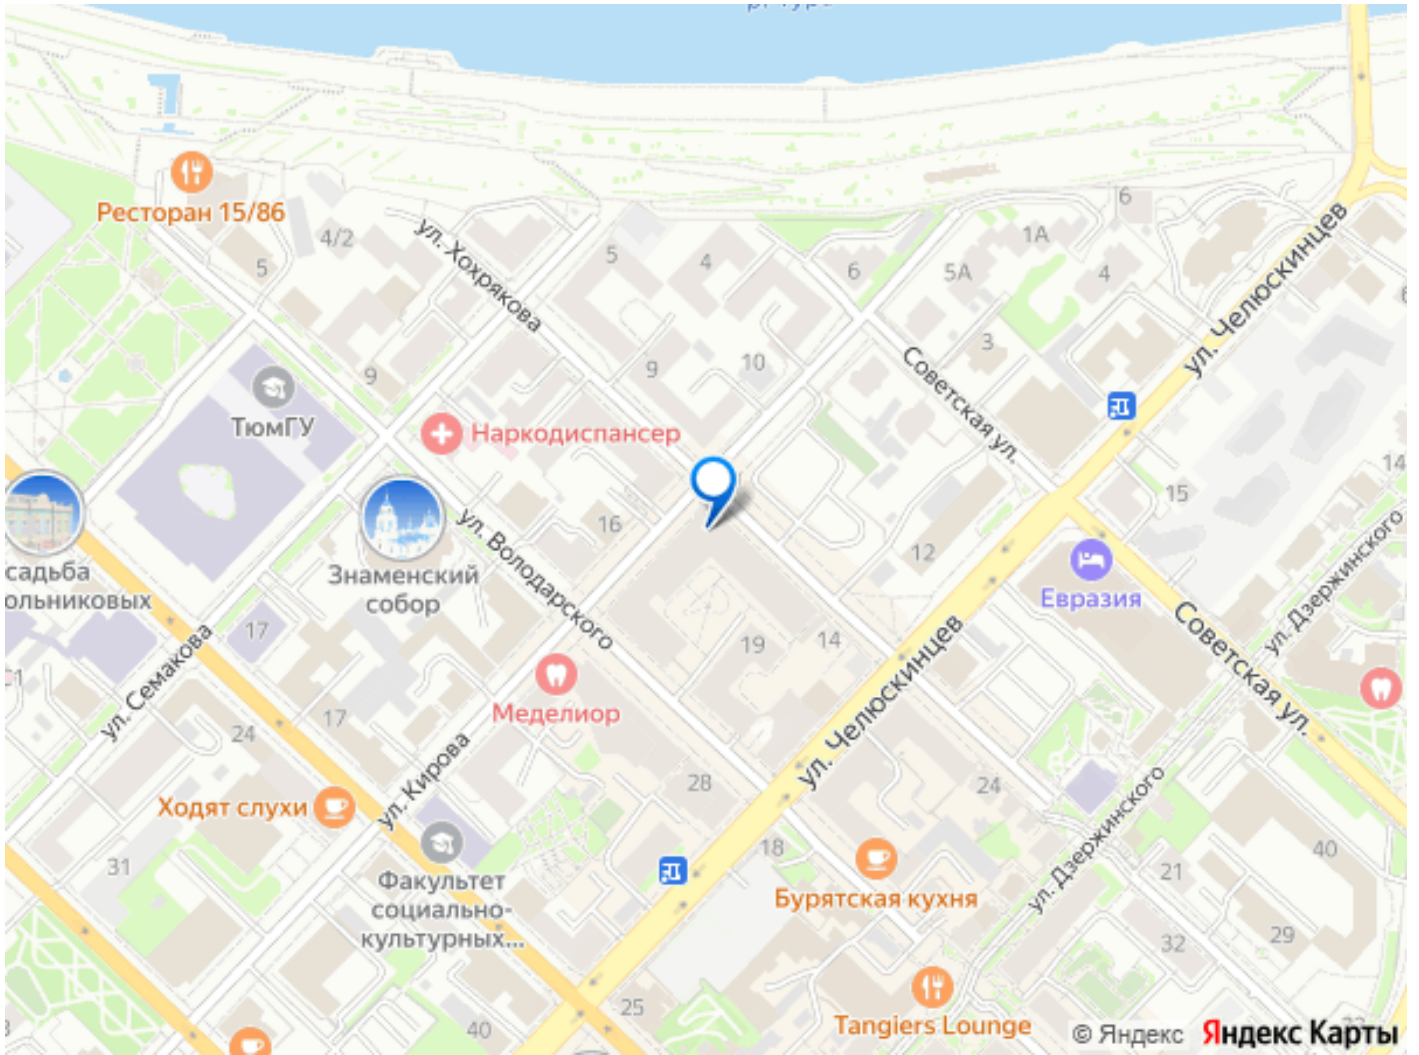 р. Тура
Ресторан 15/86
4/2
5
ул. Хохрякова
5
4
6
6
1А
5А
4
3
ул. Челюскинцев
9
ТюмГУ
Наркодиспансер
9
10
Советская ул.
14
15
16
12
ул. Володарского
Знаменский
собор
садьба
ольниковых
17
ул. Семакова
Евразия
ул. Дзержинского
Советская ул.
19
14
Меделиор
17
24
ул. Кирова
ул. Челюскинцев
28
24
Ходят слухи
31
Факультет
социально-
культурных...
18
Бурятская кухня
ул. Дзержинского
21
40
32
29
25
40
Tangiers Lounge
© Яндекс Яндекс Карты